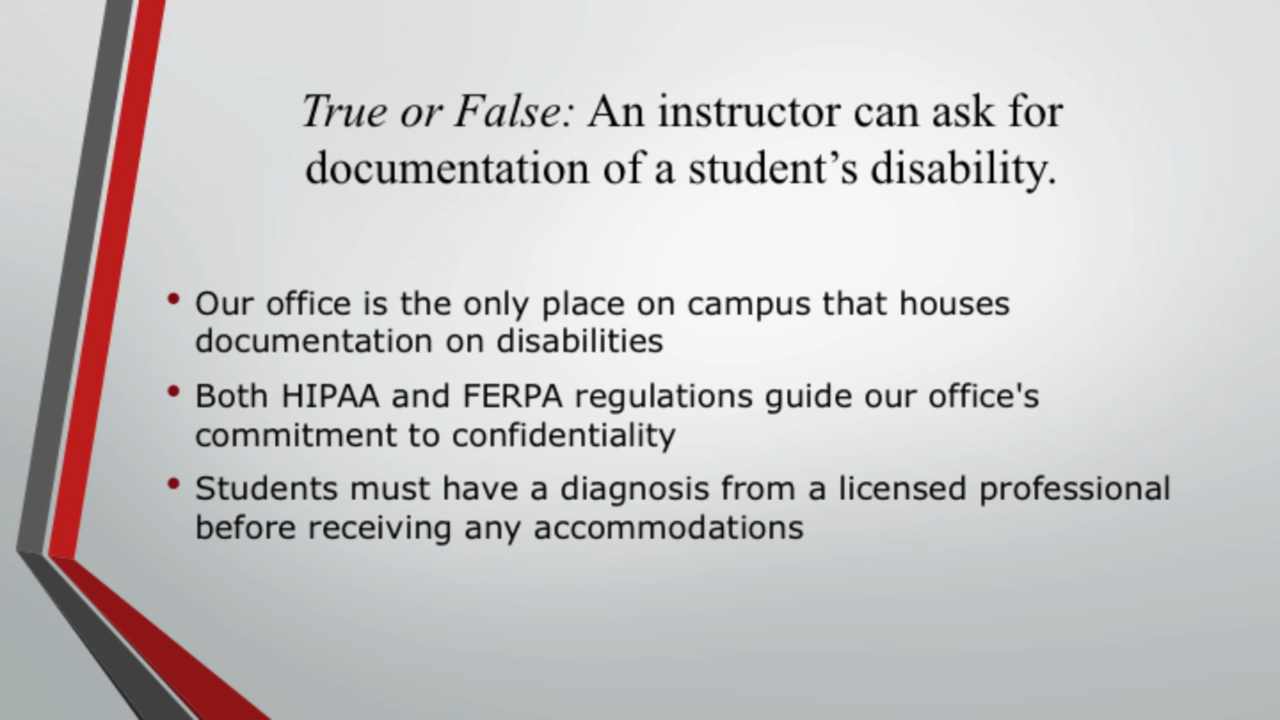 True or False: An instructor can ask for
documentation of a student’s disability.
• Our office is the only place on campus that houses
documentation on disabilities
• Both HIPAA and FERPA regulations guide our office's
commitment to confidentiality
• Students must have a diagnosis from a licensed professional
before receiving any accommodations